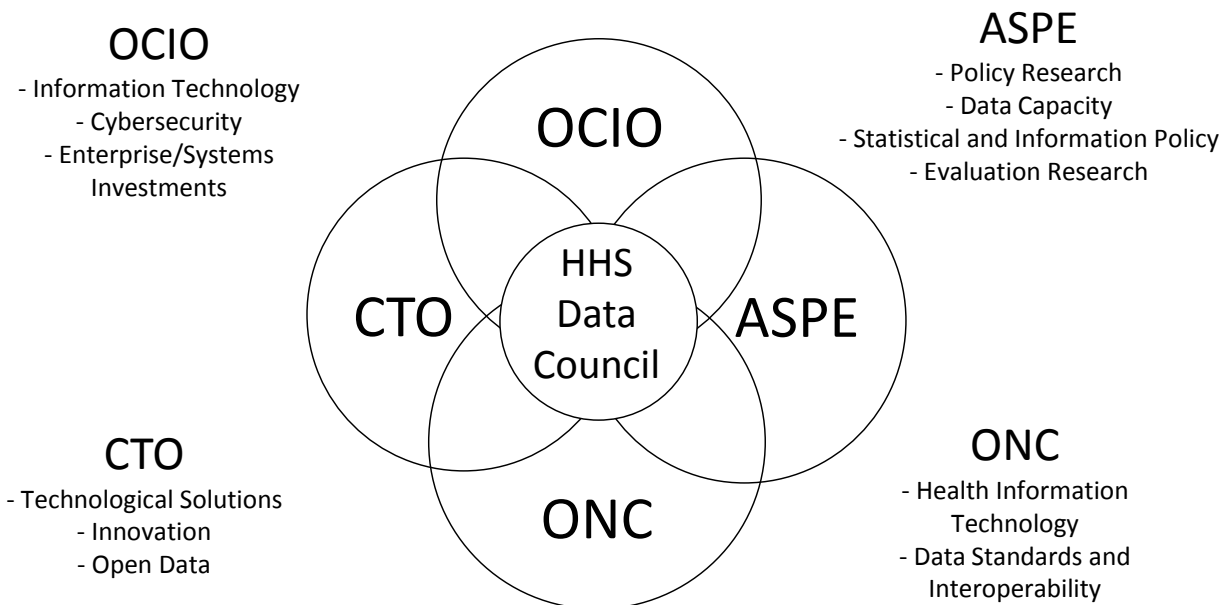 OCIO
- Information Technology
- Cybersecurity
- Enterprise/Systems
Investments
ASPE
- Policy Research
- Data Capacity
- Statistical and Information Policy
- Evaluation Research
OCIO
CTO
HHS
Data
Council
ASPE
ONC
CTO
- Technological Solutions
- Innovation
- Open Data
ONC
- Health Information
Technology
- Data Standards and
Interoperability